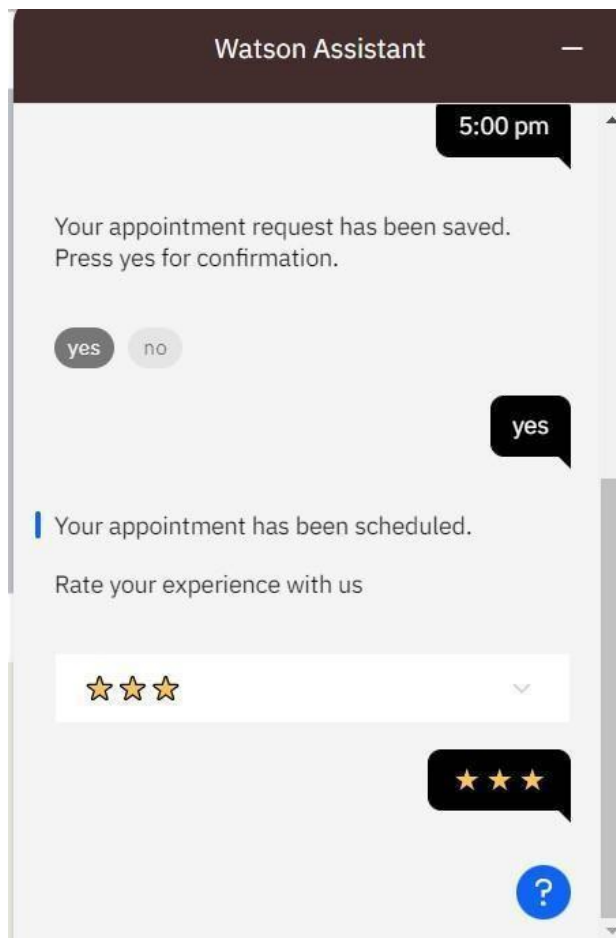 Watson Assistant
5:00 pm
Your appointment request has been saved.
Press yes for confirmation.
yes no
yes
Your appointment has been scheduled.
Rate your experience with us
⭐⭐⭐
★ ★ ★
?